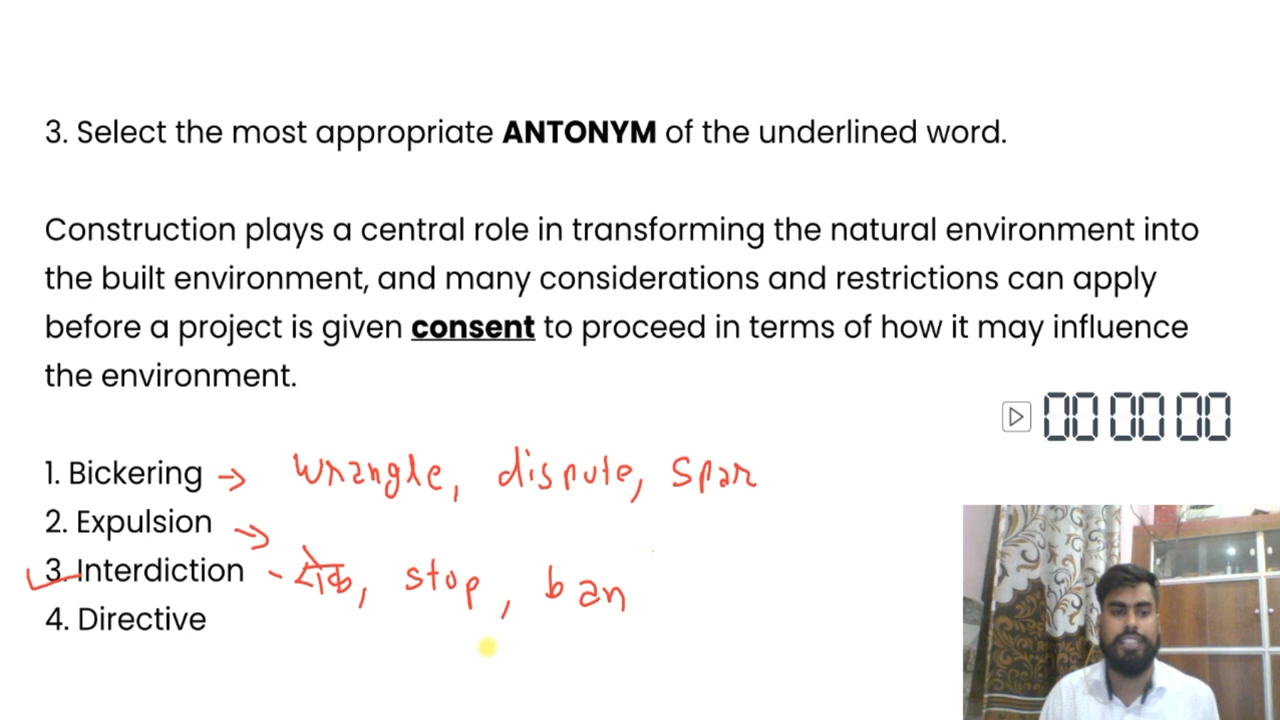 3. Select the most appropriate ANTONYM of the underlined word.
Construction plays a central role in transforming the natural environment into
the built environment, and many considerations and restrictions can apply
before a project is given consent to proceed in terms of how it may influence
the environment.
00 00 00
1. Bickering → wrangle, dispute, spar
2. Expulsion →
3. Interdiction - रोक, stop, ban
4. Directive